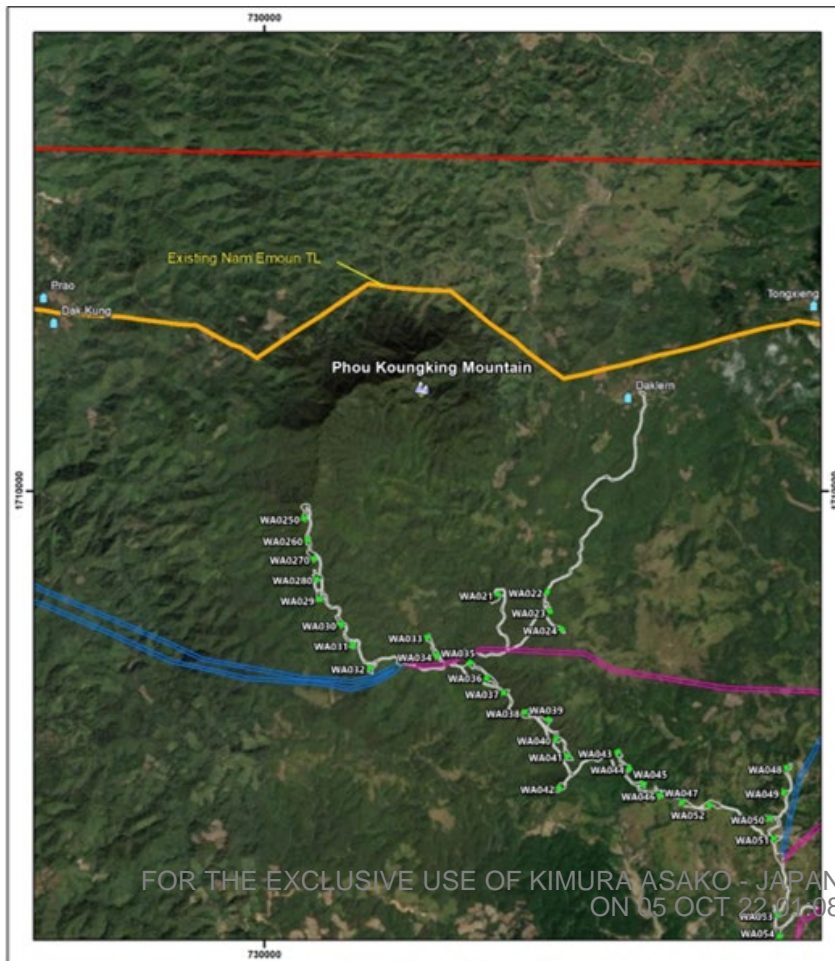 730000
Existing Nam Emoun TL
Prao
Dak Kung
Tongxieng
Phou Koungking Mountain
Daklem
1710000
WA0250
WA0260
WA0270
WA0280
WA029
WA021
WA022
WA023
WA024
WA030
WA031
WA032
WA033
WA034
WA035
WA036
WA037
WA038
WA039
WA040
WA041
WA042
WA043
WA044
WA045
WA046
WA047
WA052
WA048
WA049
WA050
WA051
FOR THE EXCLUSIVE USE OF KIMURA ASAKO - JAPAN
ON 05 OCT 22 01:08
WA053
WA054
730000